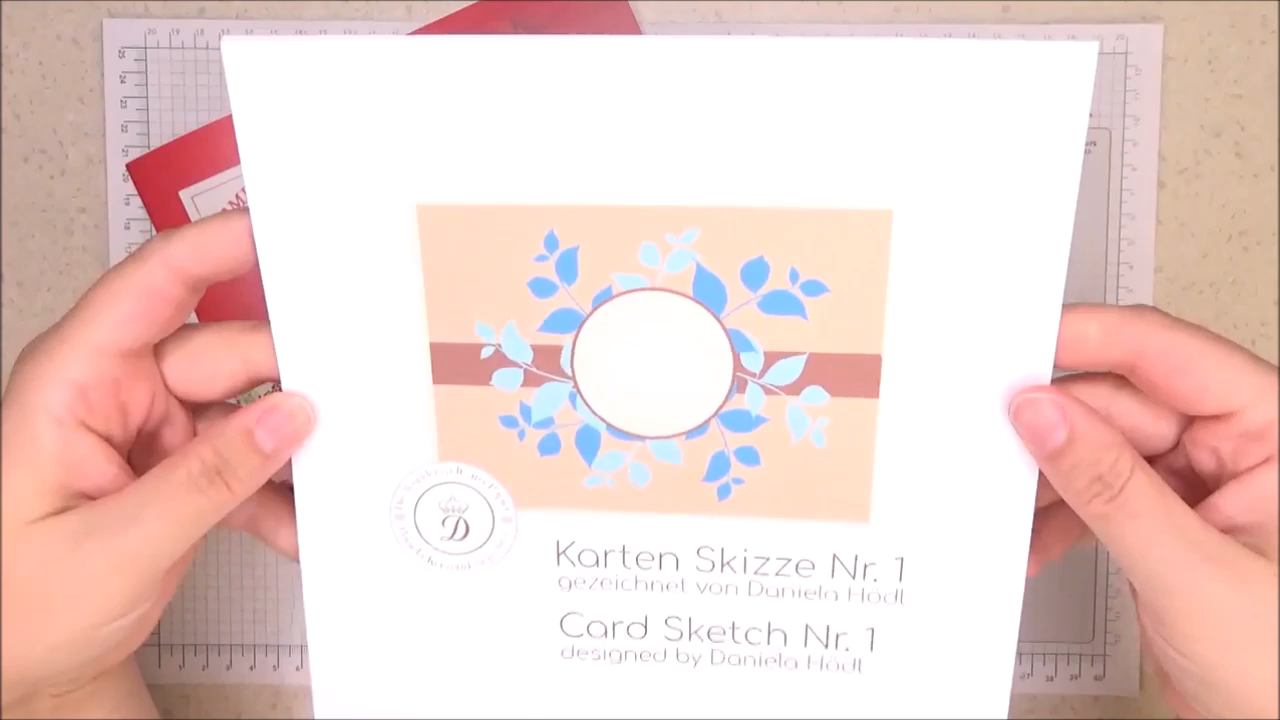 Karten Skizze Nr. 1
gezeichnet von Daniela Hödl
Card Sketch Nr. 1
designed by Daniela Hödl
D